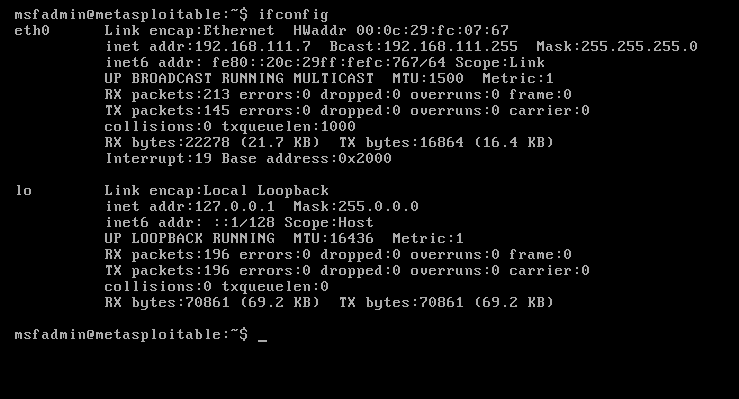 msfadmin@metasploitable:~$ ifconfig
eth0      Link encap:Ethernet  HWaddr 00:0c:29:fc:07:67
          inet addr:192.168.111.7  Bcast:192.168.111.255  Mask:255.255.255.0
          inet6 addr: fe80::20c:29ff:fefc:767/64 Scope:Link
          UP BROADCAST RUNNING MULTICAST  MTU:1500  Metric:1
          RX packets:213 errors:0 dropped:0 overruns:0 frame:0
          TX packets:145 errors:0 dropped:0 overruns:0 carrier:0
          collisions:0 txqueuelen:1000
          RX bytes:22278 (21.7 KB)  TX bytes:16864 (16.4 KB)
          Interrupt:19 Base address:0x2000

lo        Link encap:Local Loopback
          inet addr:127.0.0.1  Mask:255.0.0.0
          inet6 addr: ::1/128 Scope:Host
          UP LOOPBACK RUNNING  MTU:16436  Metric:1
          RX packets:196 errors:0 dropped:0 overruns:0 frame:0
          TX packets:196 errors:0 dropped:0 overruns:0 carrier:0
          collisions:0 txqueuelen:0
          RX bytes:70861 (69.2 KB)  TX bytes:70861 (69.2 KB)

msfadmin@metasploitable:~$ _